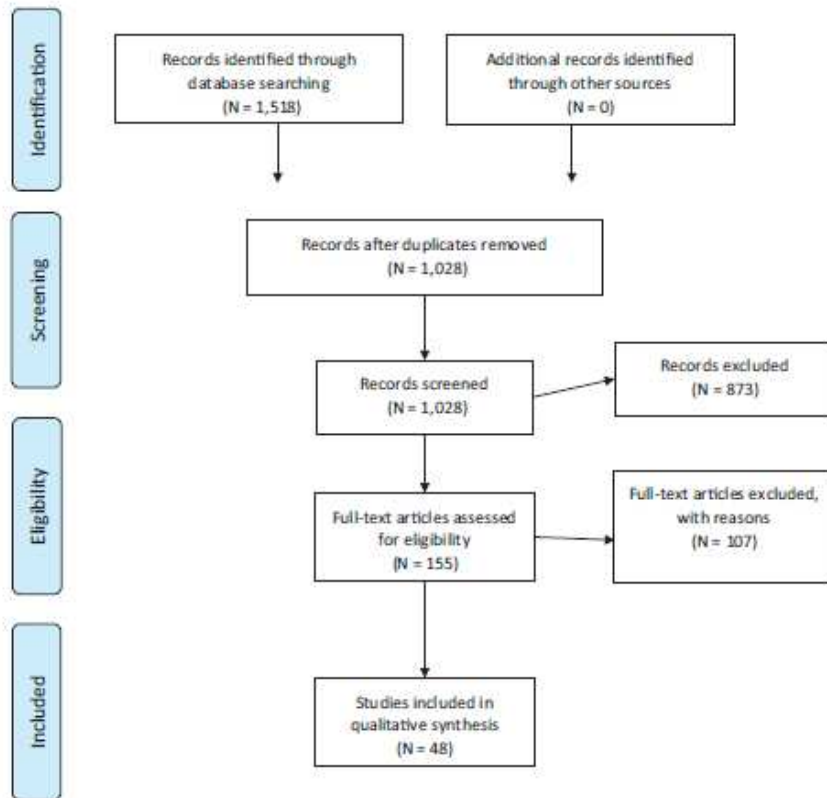 Identification
Records identified through
database searching
(N = 1,518)
Additional records identified
through other sources
(N = 0)
Screening
Records after duplicates removed
(N = 1,028)
Records screened
(N = 1,028)
Records excluded
(N = 873)
Eligibility
Full-text articles assessed
for eligibility
(N = 155)
Full-text articles excluded,
with reasons
(N = 107)
Included
Studies included in
qualitative synthesis
(N = 48)